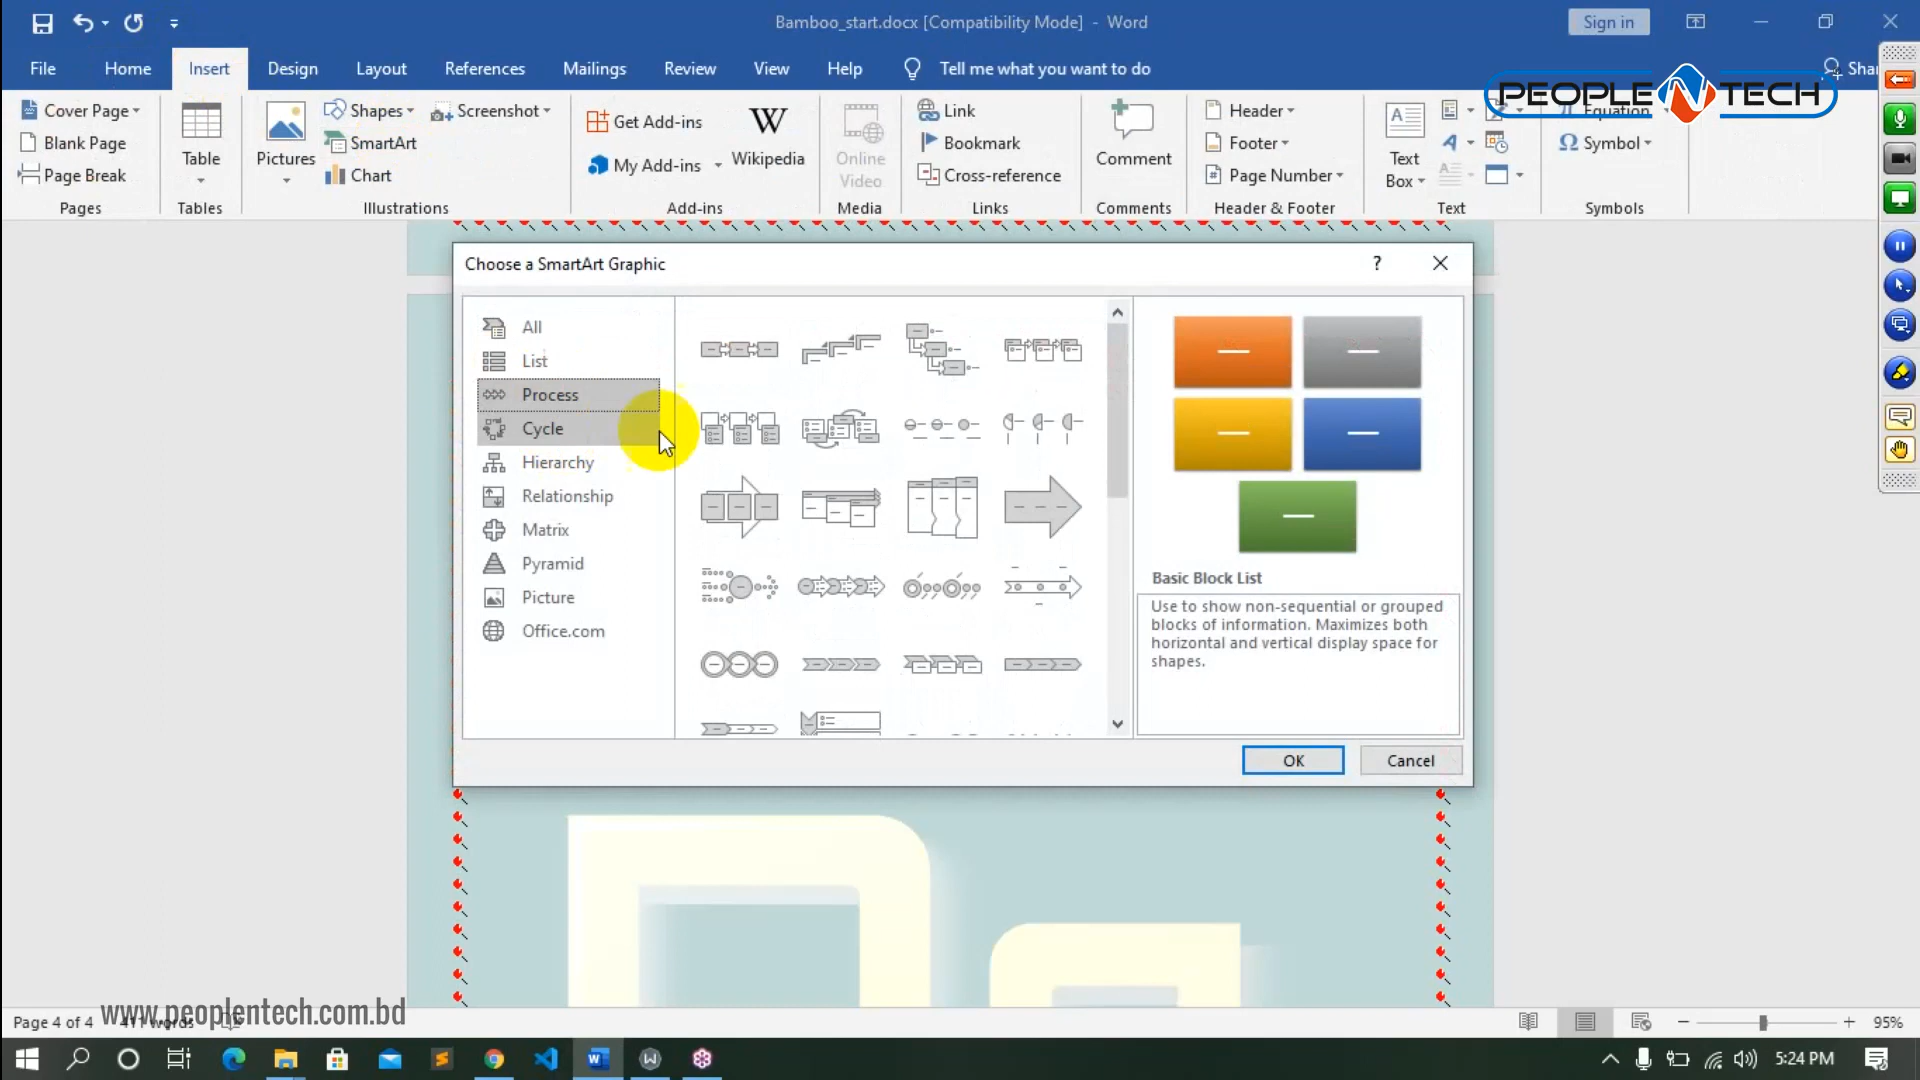 Bamboo_start.docx [Compatibility Mode] - Word
Sign in
File Home Insert Design Layout References Mailings Review View Help Tell me what you want to do
PEOPLE N TECH
Cover Page
Blank Page
Page Break
Pages
Table
Tables
Pictures
Shapes
SmartArt
Chart
Screenshot
Illustrations
Get Add-ins
My Add-ins
Wikipedia
Add-ins
Online
Video
Media
Link
Bookmark
Cross-reference
Links
Comment
Comments
Header
Footer
Page Number
Header & Footer
Text
Box
Text
Equation
Symbol
Symbols
Choose a SmartArt Graphic
All
List
Process
Cycle
Hierarchy
Relationship
Matrix
Pyramid
Picture
Office.com
Basic Block List
Use to show non-sequential or grouped
blocks of information. Maximizes both
horizontal and vertical display space for
shapes.
OK Cancel
www.peoplentech.com.bd
Page 4 of 4 411 words
95%
5:24 PM